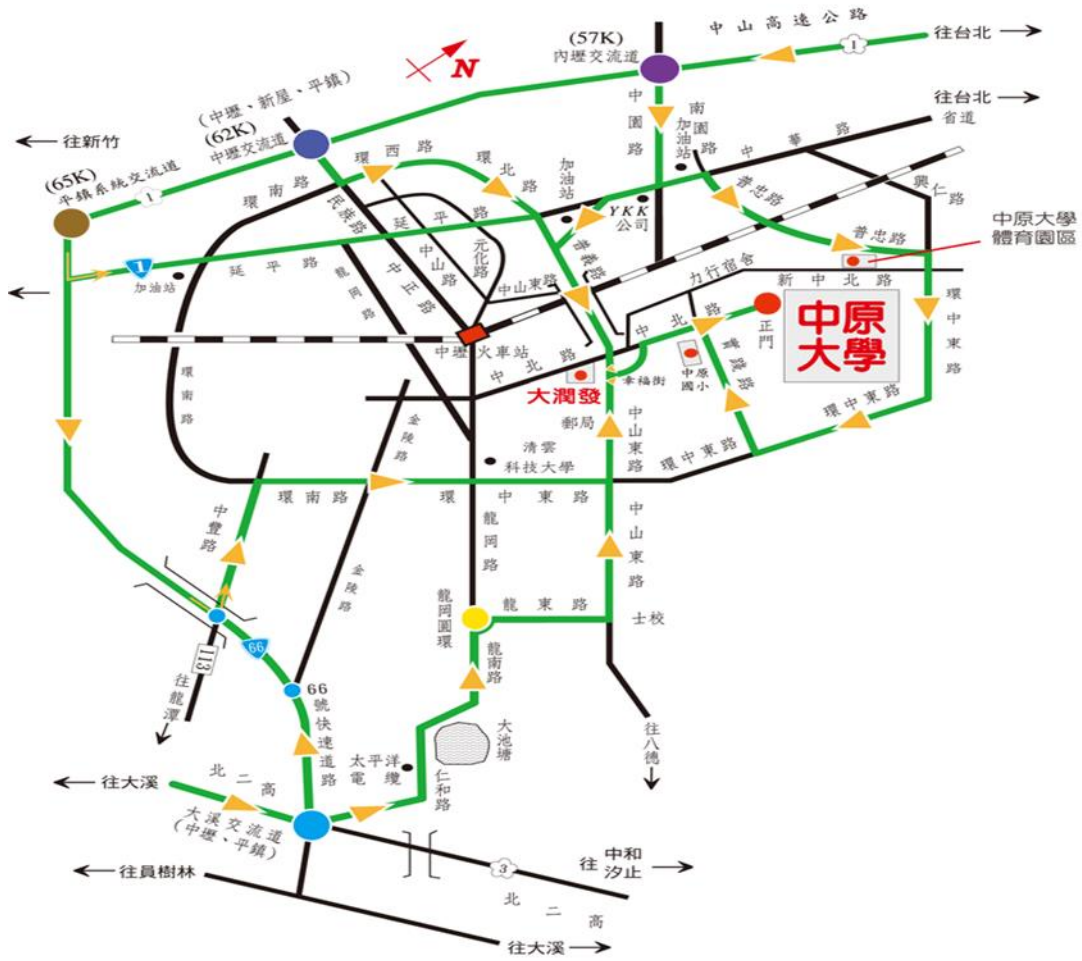 (57K)
內壢交流道
中山高速公路
1
往台北
N
往台北
省道
(中壢、新屋、平鎮)
(62K)
中壢交流道
往新竹
(65K)
平鎮系統交流道
1
環南路
環西路
環北路
加油站
中園路
南園路
加油站
中華路
興仁路
普忠路
普忠路
中原大學
體育園區
YKK
公司
普義路
民族路
延平路
元化路
中山路
中正路
龍岡路
延平路
1
加油站
中山東路
力行宿舍
新中北路
環中東路
中壢火車站
中北路
中北路
正門
中原
大學
中原
國小
實踐路
大潤發
幸福街
郵局
中山東路
環中東路
環中東路
環南路
金陵路
清雲
科技大學
環南路
環中東路
中豐路
金陵路
龍岡路
中山東路
龍岡圓環
龍東路
士校
龍南路
66
113
往龍潭
66號快速道路
大池塘
往八德
太平洋
電纜
仁和路
往大溪
北二高
大溪交流道
(中壢、平鎮)
往員樹林
3
往 中和
汐止
北二高
往大溪